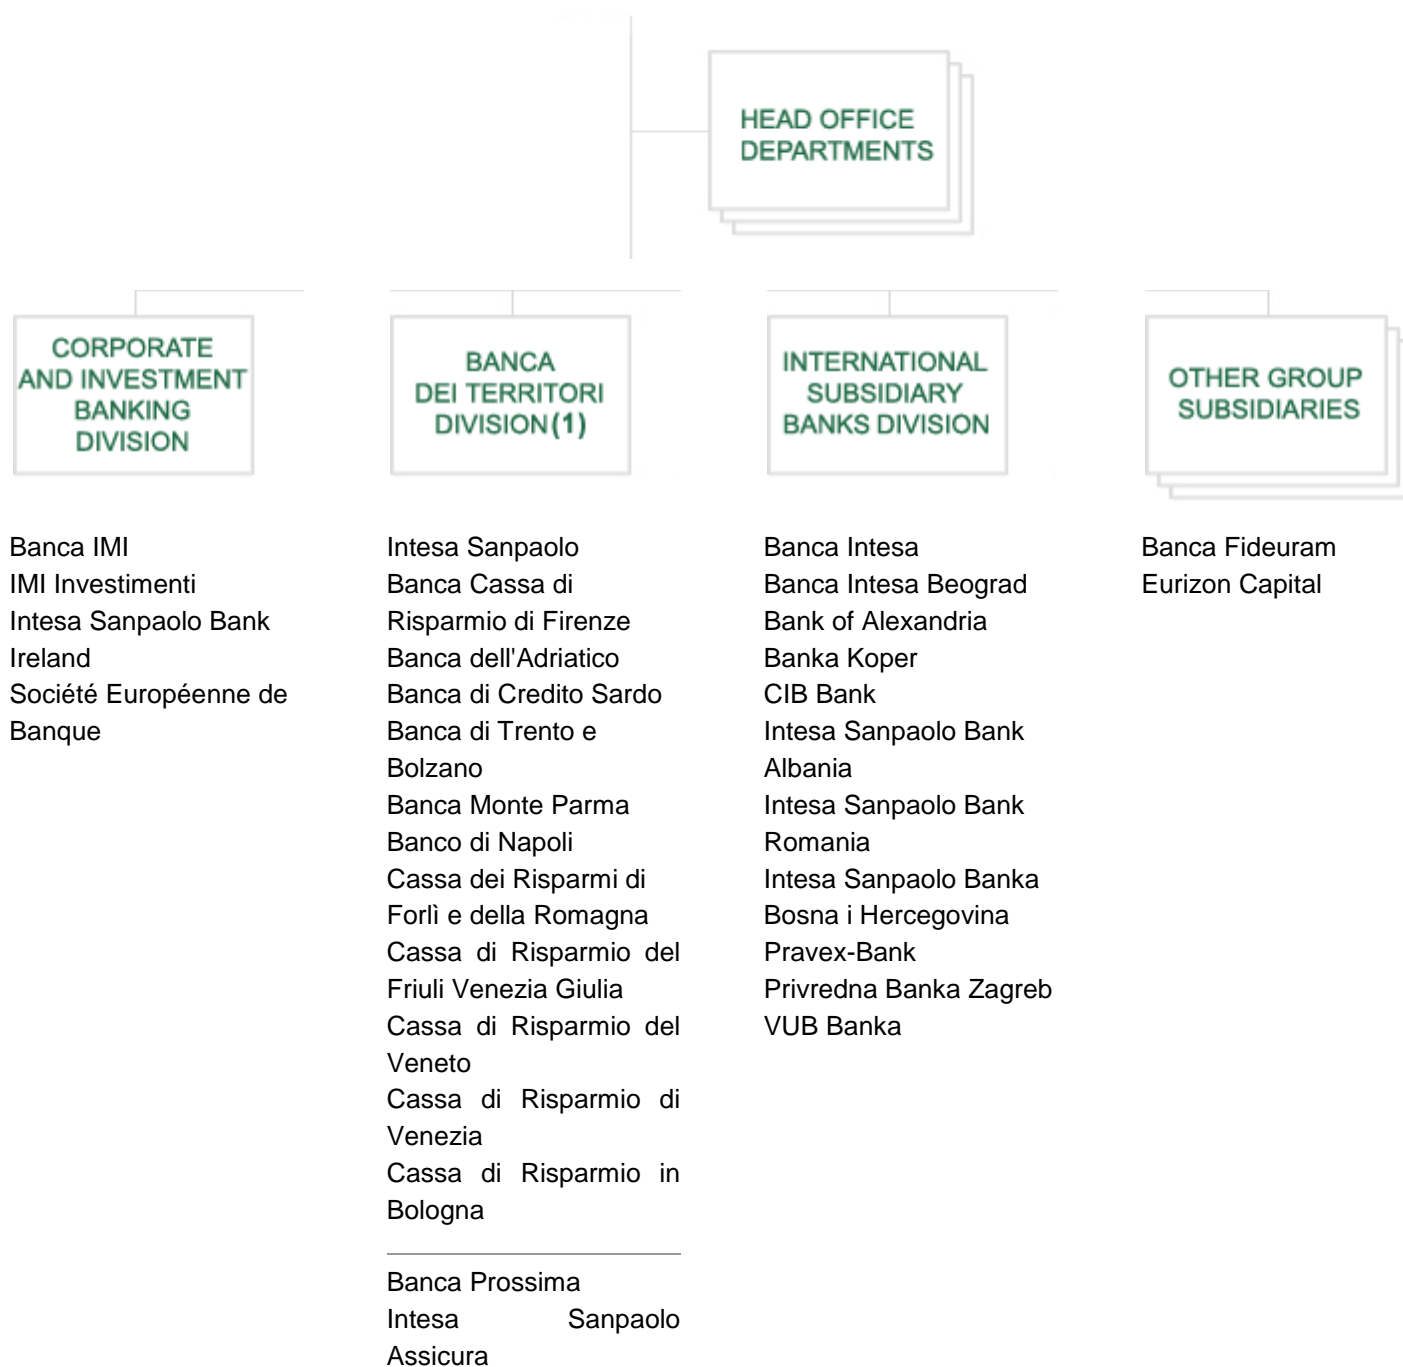 HEAD OFFICE
DEPARTMENTS
CORPORATE
AND INVESTMENT
BANKING
DIVISION
BANCA
DEI TERRITORI
DIVISION(1)
INTERNATIONAL
SUBSIDIARY
BANKS DIVISION
OTHER GROUP
SUBSIDIARIES
Banca IMI
IMI Investimenti
Intesa Sanpaolo Bank
Ireland
Société Européenne de
Banque
Intesa Sanpaolo
Banca Cassa di
Risparmio di Firenze
Banca dell'Adriatico
Banca di Credito Sardo
Banca di Trento e
Bolzano
Banca Monte Parma
Banco di Napoli
Cassa dei Risparmi di
Forlì e della Romagna
Cassa di Risparmio del
Friuli Venezia Giulia
Cassa di Risparmio del
Veneto
Cassa di Risparmio di
Venezia
Cassa di Risparmio in
Bologna
Banca Prossima
Intesa Sanpaolo
Assicura
Banca Intesa
Banca Intesa Beograd
Bank of Alexandria
Banka Koper
CIB Bank
Intesa Sanpaolo Bank
Albania
Intesa Sanpaolo Bank
Romania
Intesa Sanpaolo Banka
Bosna i Hercegovina
Pravex-Bank
Privredna Banka Zagreb
VUB Banka
Banca Fideuram
Eurizon Capital